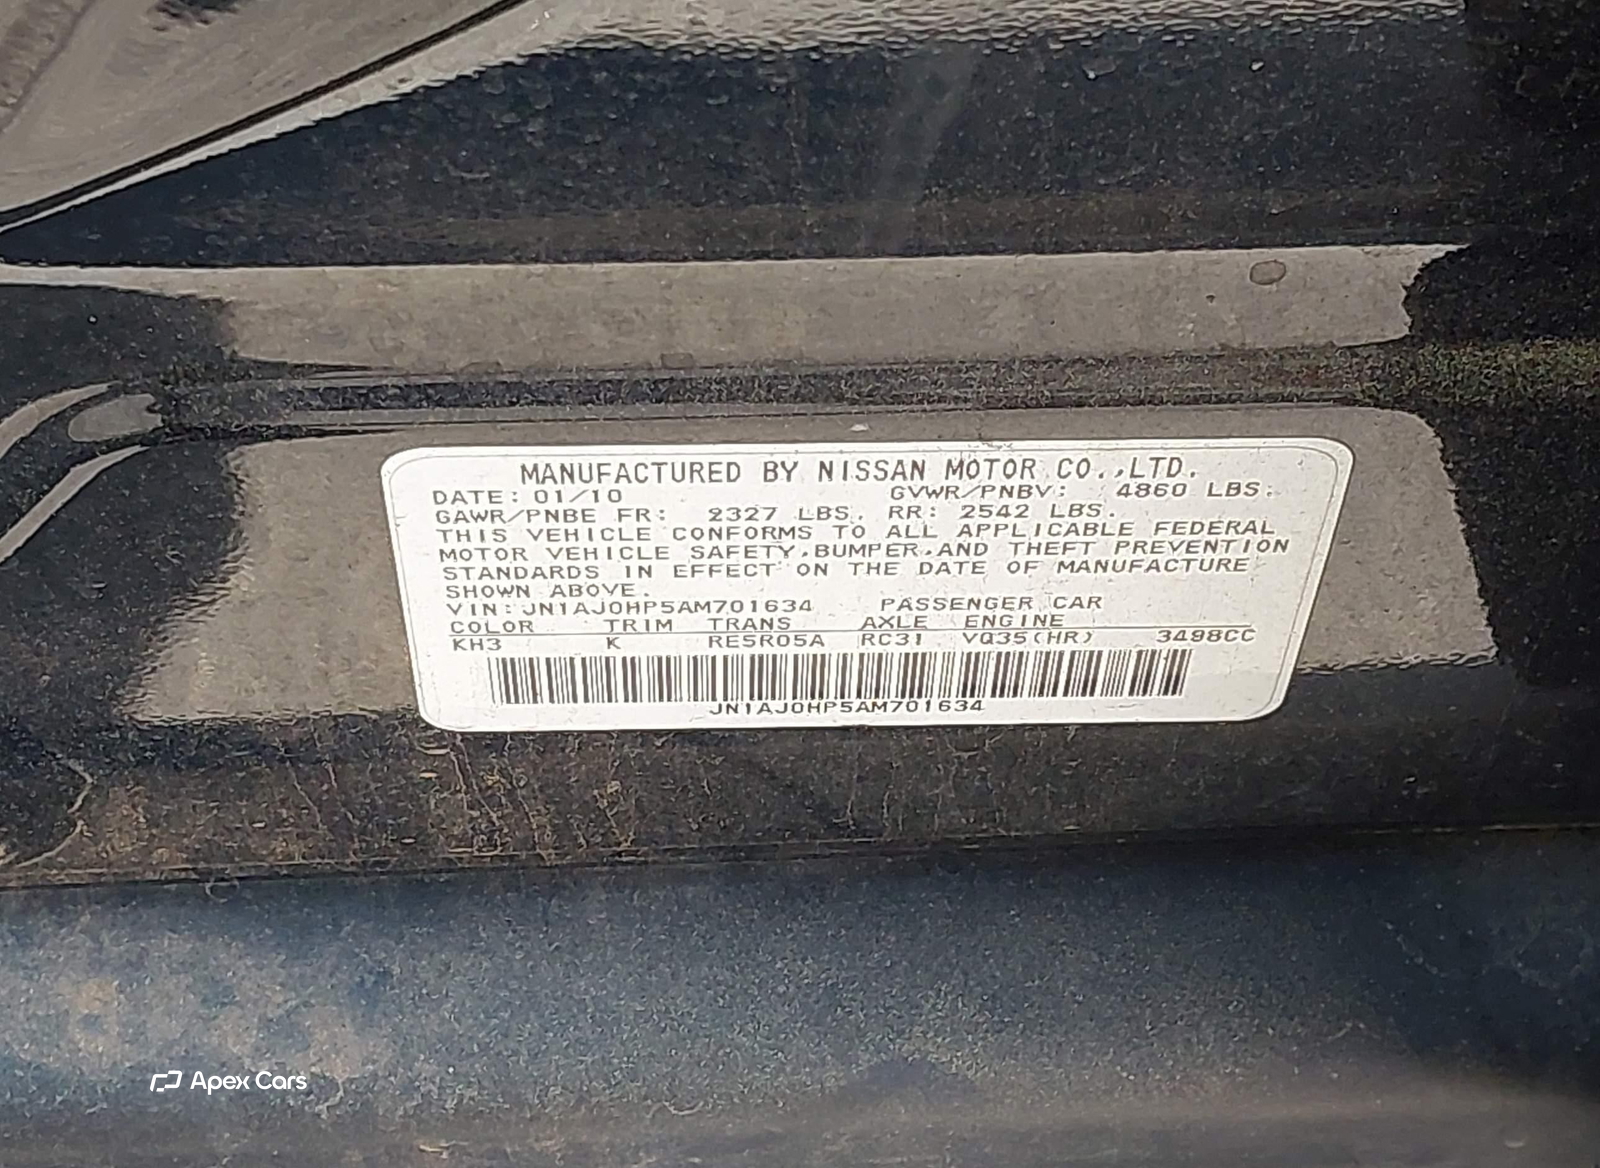 MANUFACTURED BY NISSAN MOTOR CO.,LTD.
DATE: 01/10 GVWR/PNBV: 4860 LBS.
GAWR/PNBE FR: 2327 LBS. RR: 2542 LBS.
THIS VEHICLE CONFORMS TO ALL APPLICABLE FEDERAL
MOTOR VEHICLE SAFETY,BUMPER,AND THEFT PREVENTION
STANDARDS IN EFFECT ON THE DATE OF MANUFACTURE
SHOWN ABOVE.
VIN: JN1AJ0HP5AM701634 PASSENGER CAR
COLOR TRIM TRANS AXLE ENGINE
KH3 K RE5R05A RC31 VQ35(HR) 3498CC
JN1AJ0HP5AM701634
Apex Cars